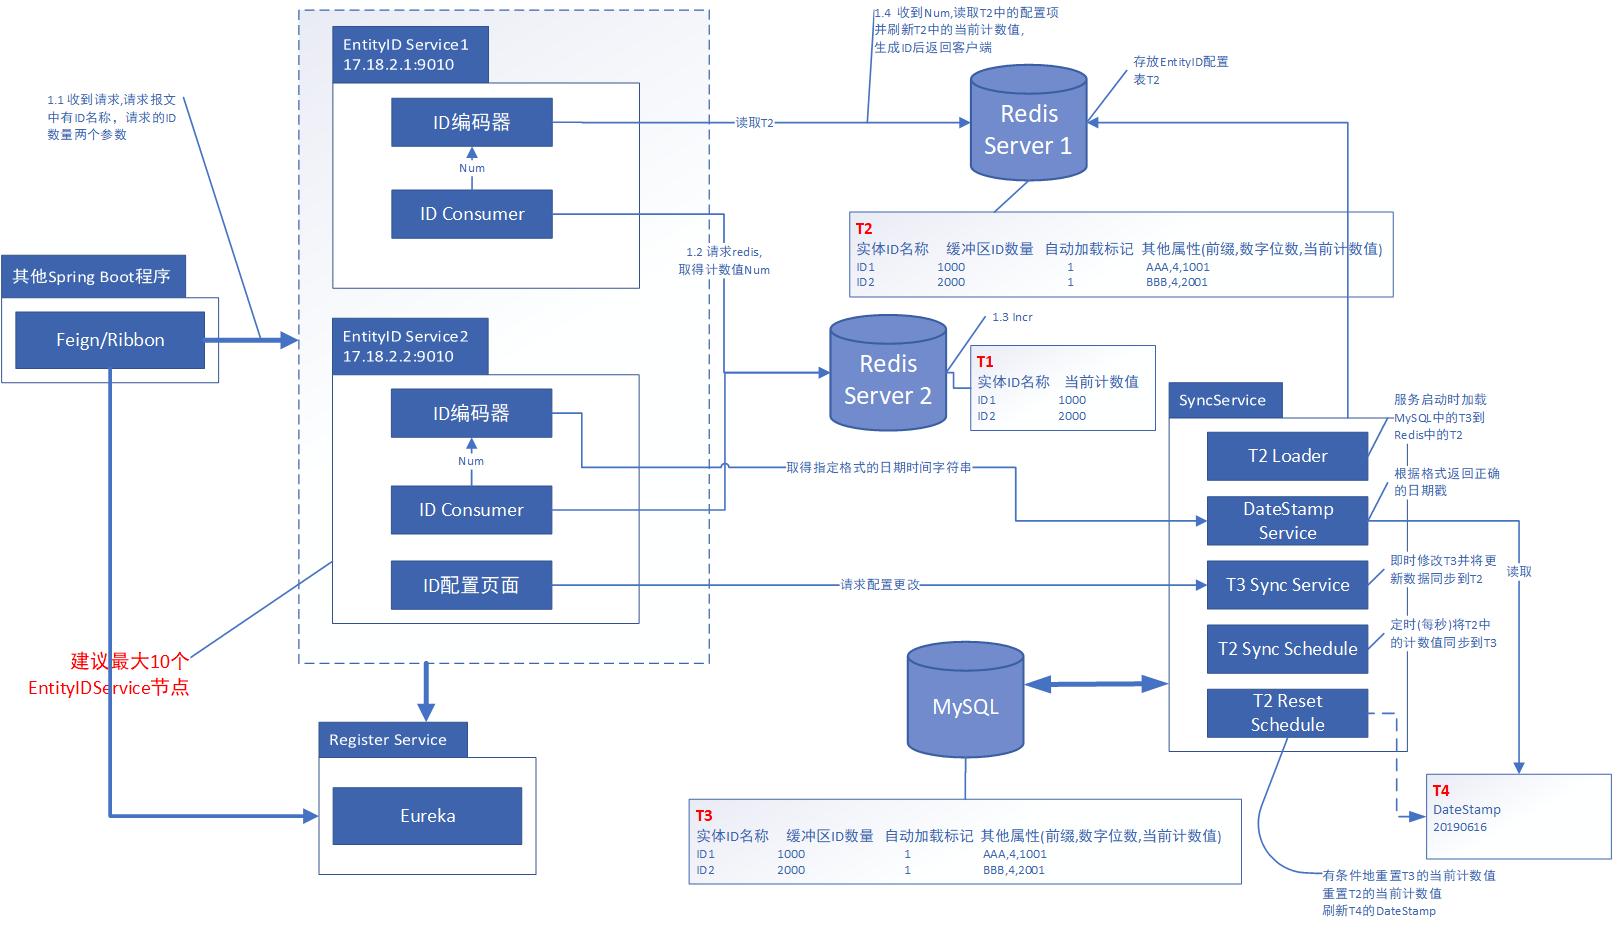 1.4 收到Num,读取T2中的配置项
并刷新T2中的当前计数值,
生成ID后返回客户端
EntityID Service1
17.18.2.1:9010
存放EntityID配置
表T2
1.1 收到请求,请求报文
中有ID名称，请求的ID
数量两个参数
ID编码器
读取T2
Redis
Server 1
Num
ID Consumer
T2
实体ID名称 缓冲区ID数量 自动加载标记 其他属性(前缀,数字位数,当前计数值)
ID1 1000 1 AAA,4,1001
ID2 2000 1 BBB,4,2001
1.2 请求redis,
取得计数值Num
其他Spring Boot程序
Feign/Ribbon
EntityID Service2
17.18.2.2:9010
1.3 Incr
Redis
Server 2
T1
实体ID名称 当前计数值
ID1 1000
ID2 2000
SyncService
服务启动时加载
MySQL中的T3到
Redis中的T2
ID编码器
T2 Loader
Num
取得指定格式的日期时间字符串
根据格式返回正确
的日期戳
ID Consumer
DateStamp
Service
即时修改T3并将更
新数据同步到T2
读取
ID配置页面
请求配置更改
T3 Sync Service
定时(每秒)将T2中
的计数值同步到T3
T2 Sync Schedule
建议最大10个
EntityIDService节点
MySQL
T2 Reset
Schedule
Register Service
Eureka
T4
DateStamp
20190616
T3
实体ID名称 缓冲区ID数量 自动加载标记 其他属性(前缀,数字位数,当前计数值)
ID1 1000 1 AAA,4,1001
ID2 2000 1 BBB,4,2001
有条件地重置T3的当前计数值
重置T2的当前计数值
刷新T4的DateStamp